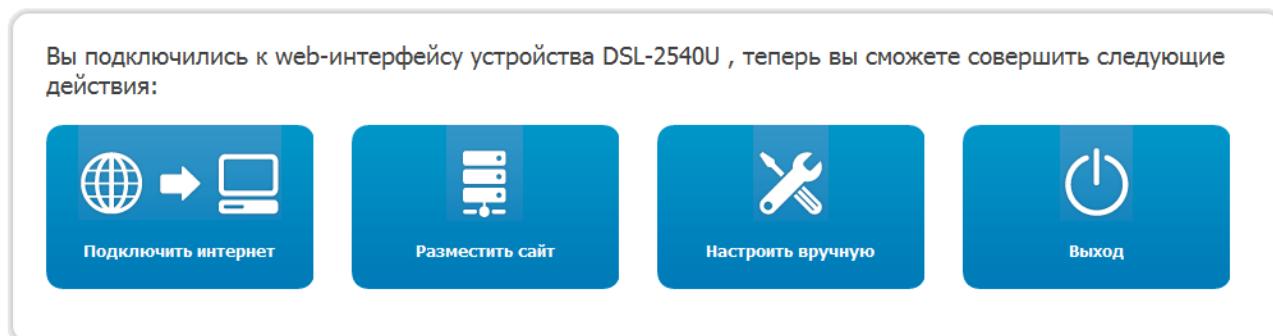 Вы подключились к web-интерфейсу устройства DSL-2540U , теперь вы сможете совершить следующие
действия:
Подключить интернет
Разместить сайт
Настроить вручную
Выход